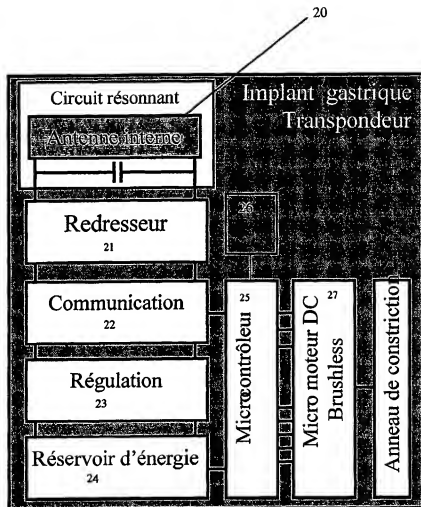 20
Circuit résonnant
Antenne interne
Implant gastrique
Transpondeur
Redresseur
21
26
Communication
22
Régulation
23
Réservoir d'énergie
24
25
Microcontrôleu
27
Micro moteur DC
Brushless
Anneau de constriction